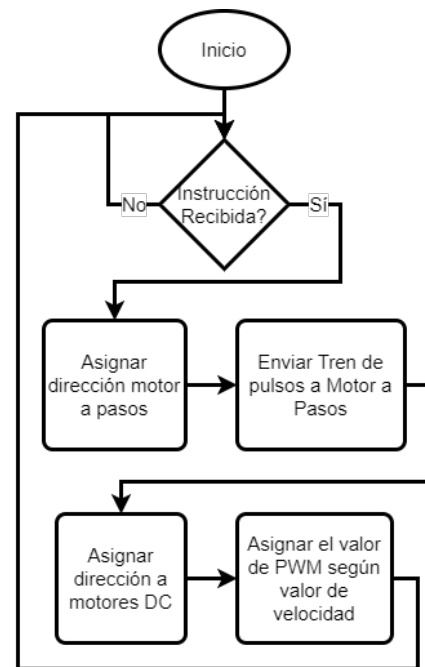 Inicio
Instrucción
Recibida?
No
Sí
Asignar
dirección motor
a pasos
Enviar Tren de
pulsos a Motor a
Pasos
Asignar
dirección a
motores DC
Asignar el valor
de PWM según
valor de
velocidad